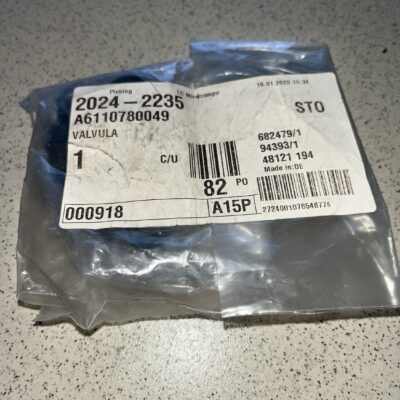 Picking
16.01.2020 10:34
2024-2235
STO
A6110780049
VALVULA
682479/1
1 C/U
94393/1
48121 194
82 PO
Made in:DE
000918
A15P